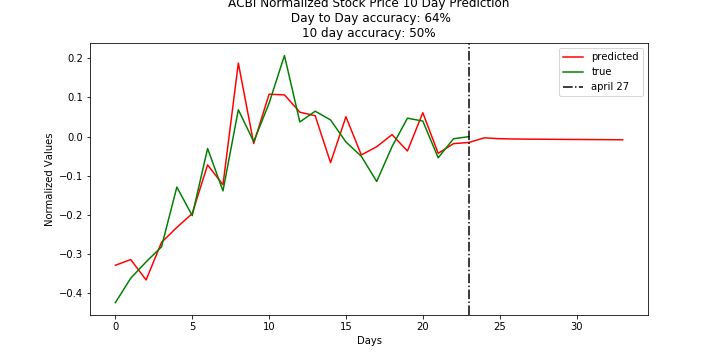 ACBI Normalized Stock Price 10 Day Prediction
Day to Day accuracy: 64%
10 day accuracy: 50%
predicted
true
april 27
Normalized Values
0.2
0.1
0.0
−0.1
−0.2
−0.3
−0.4
0 5 10 15 20 25 30
Days